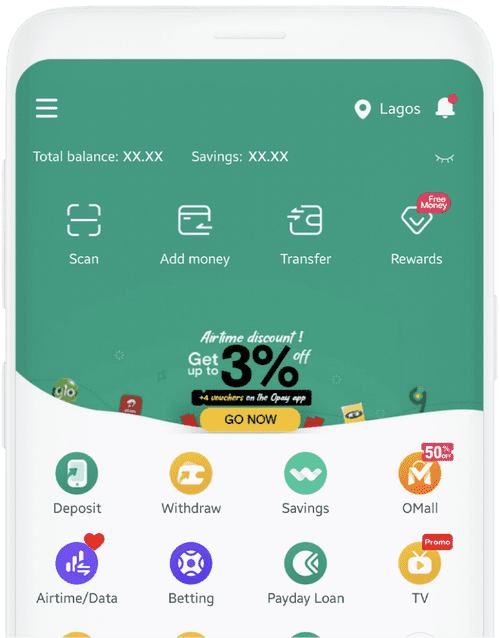 Lagos
Total balance: XX.XX Savings: XX.XX
Free
Money
Scan Add money Transfer Rewards
Airtime discount !
Get up to 3% off
+4 vouchers on the Opay app
GO NOW
glo
50%
OFF
Deposit Withdraw Savings OMall
Promo
Airtime/Data Betting Payday Loan TV